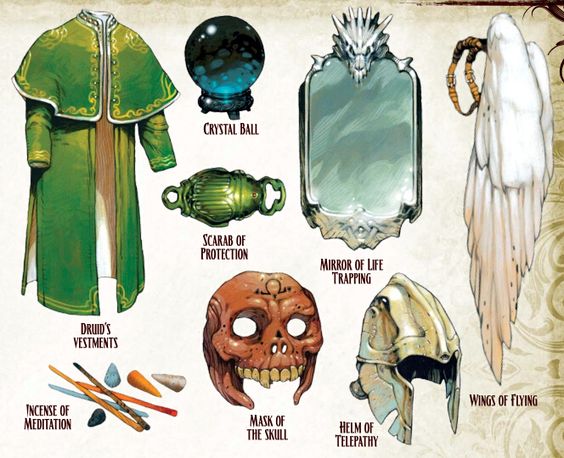 Crystal Ball
Scarab of
Protection
Mirror of Life
Trapping
Druid's
vestments
Incense of
Meditation
Mask of
the skull
Helm of
Telepathy
Wings of Flying